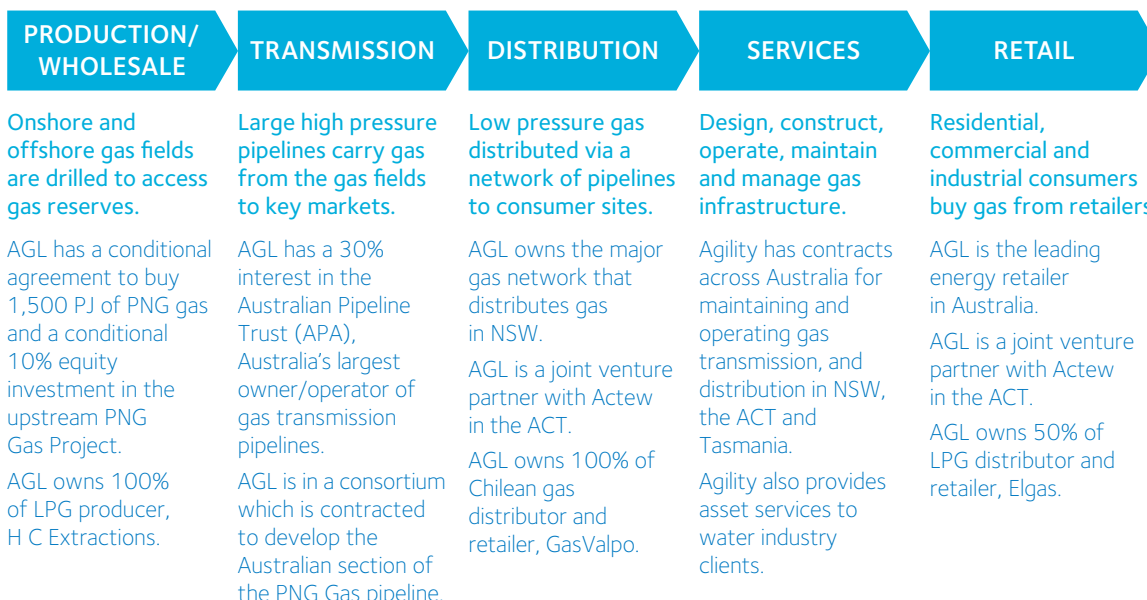 PRODUCTION/
WHOLESALE
TRANSMISSION
DISTRIBUTION
SERVICES
RETAIL
Onshore and
offshore gas fields
are drilled to access
gas reserves.
AGL has a conditional
agreement to buy
1,500 PJ of PNG gas
and a conditional
10% equity
investment in the
upstream PNG
Gas Project.
AGL owns 100%
of LPG producer,
H C Extractions.
Large high pressure
pipelines carry gas
from the gas fields
to key markets.
AGL has a 30%
interest in the
Australian Pipeline
Trust (APA),
Australia’s largest
owner/operator of
gas transmission
pipelines.
AGL is in a consortium
which is contracted
to develop the
Australian section of
the PNG Gas pipeline.
Low pressure gas
distributed via a
network of pipelines
to consumer sites.
AGL owns the major
gas network that
distributes gas
in NSW.
AGL is a joint venture
partner with Actew
in the ACT.
AGL owns 100% of
Chilean gas
distributor and
retailer, GasValpo.
Design, construct,
operate, maintain
and manage gas
infrastructure.
Agility has contracts
across Australia for
maintaining and
operating gas
transmission, and
distribution in NSW,
the ACT and
Tasmania.
Agility also provides
asset services to
water industry
clients.
Residential,
commercial and
industrial consumers
buy gas from retailers
AGL is the leading
energy retailer
in Australia.
AGL is a joint venture
partner with Actew
in the ACT.
AGL owns 50% of
LPG distributor and
retailer, Elgas.